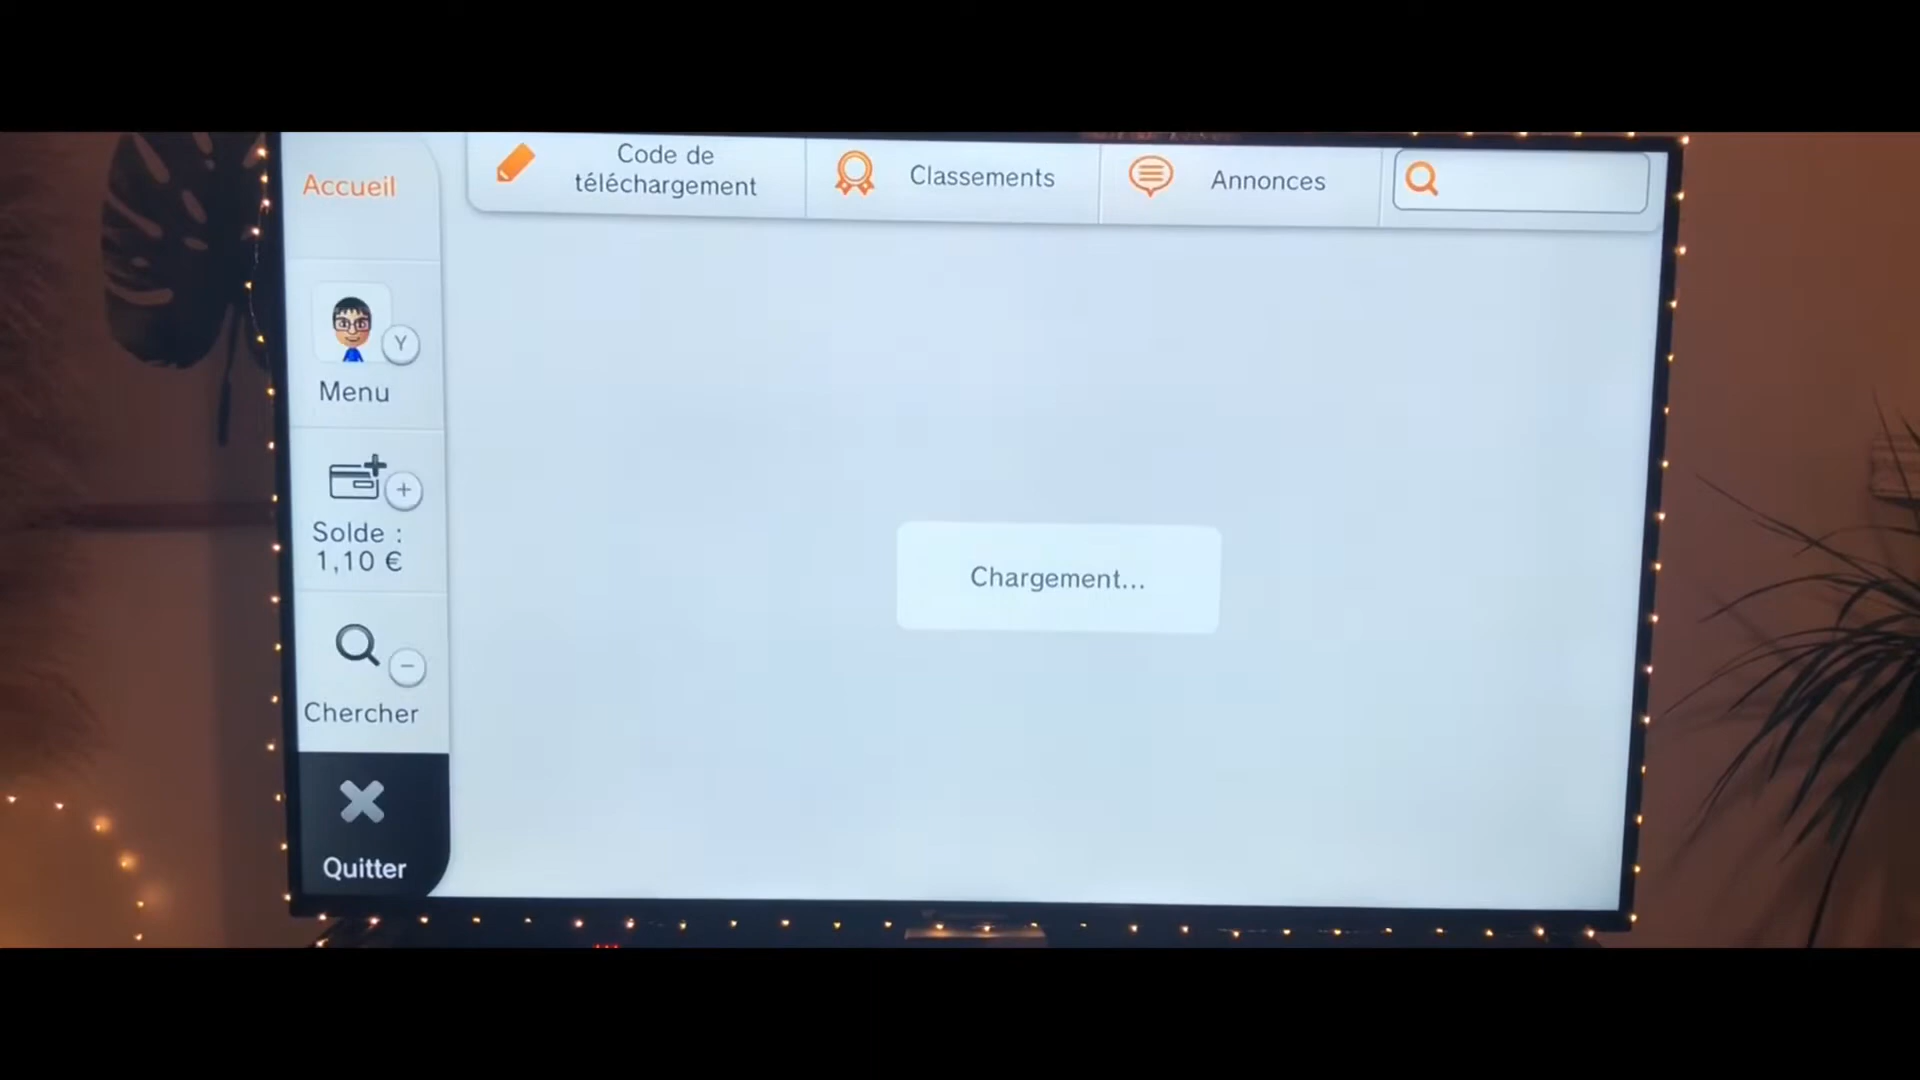 Accueil
Code de
téléchargement
Classements
Annonces
Y
Menu
+
Solde :
1,10 €
Chargement...
−
Chercher
Quitter